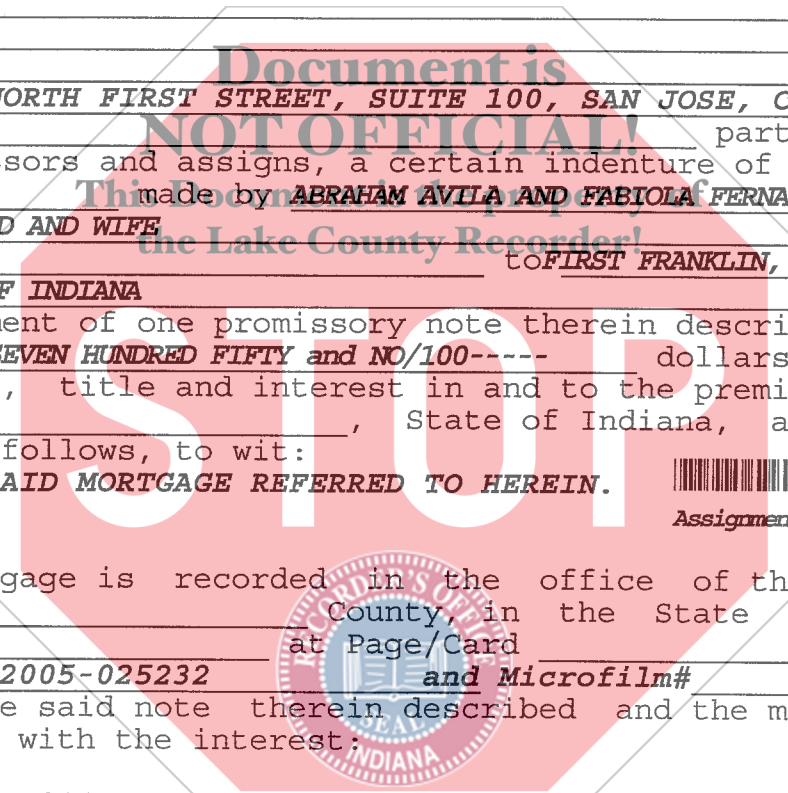 Document is
NORTH FIRST STREET, SUITE 100, SAN JOSE, C
NOT OFFICIAL!
part
sors and assigns, a certain indenture of
This Document is the property of
made by ABRAHAM AVILA AND FABIOLA FERNA
D AND WIFE
the Lake County Recorder!
to FIRST FRANKLIN,
F INDIANA
ment of one promissory note therein descri
SEVEN HUNDRED FIFTY and NO/100----- dollars
STOP
, title and interest in and to the premi
, State of Indiana, a
follows, to wit:
AID MORTGAGE REFERRED TO HEREIN.
Assignmen
gage is recorded in the office of th
RECORDER'S OFFICE
County, in the State
at Page/Card
2005-025232 and Microfilm#
e said note therein described and the m
SEAL
with the interest:
INDIANA